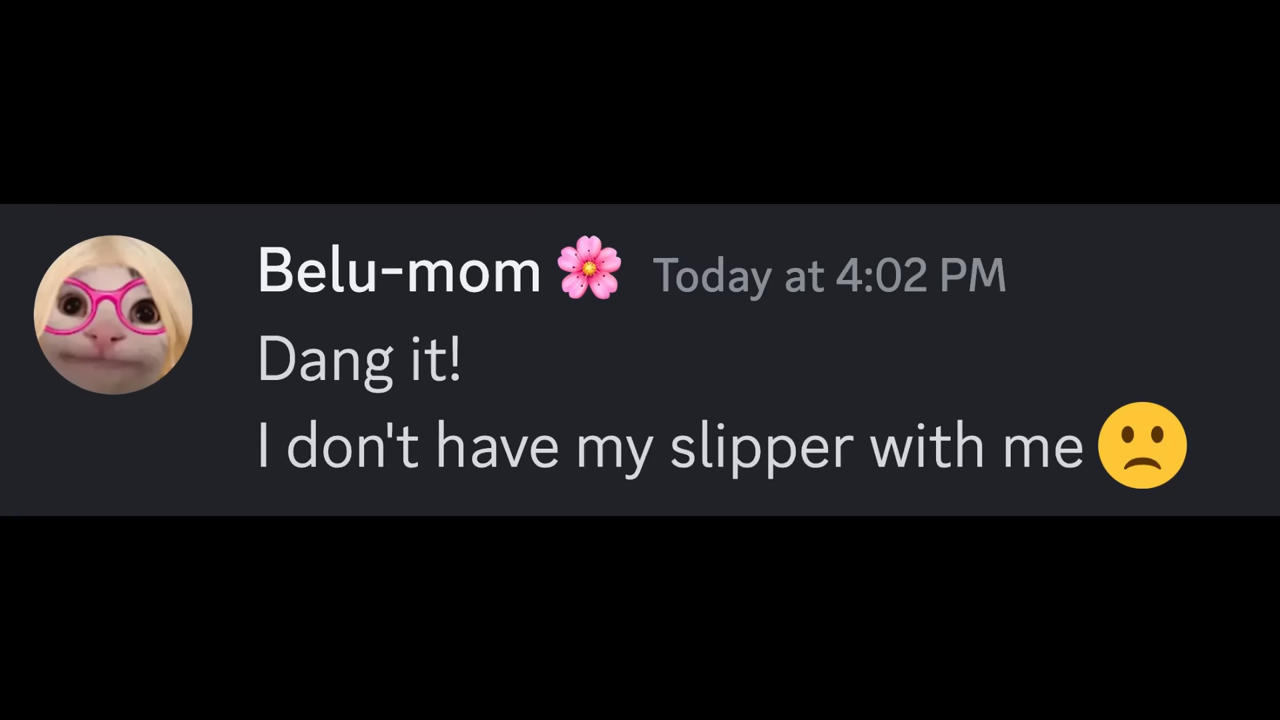 Belu-mom 🌸 Today at 4:02 PM
Dang it!
I don't have my slipper with me 🙁